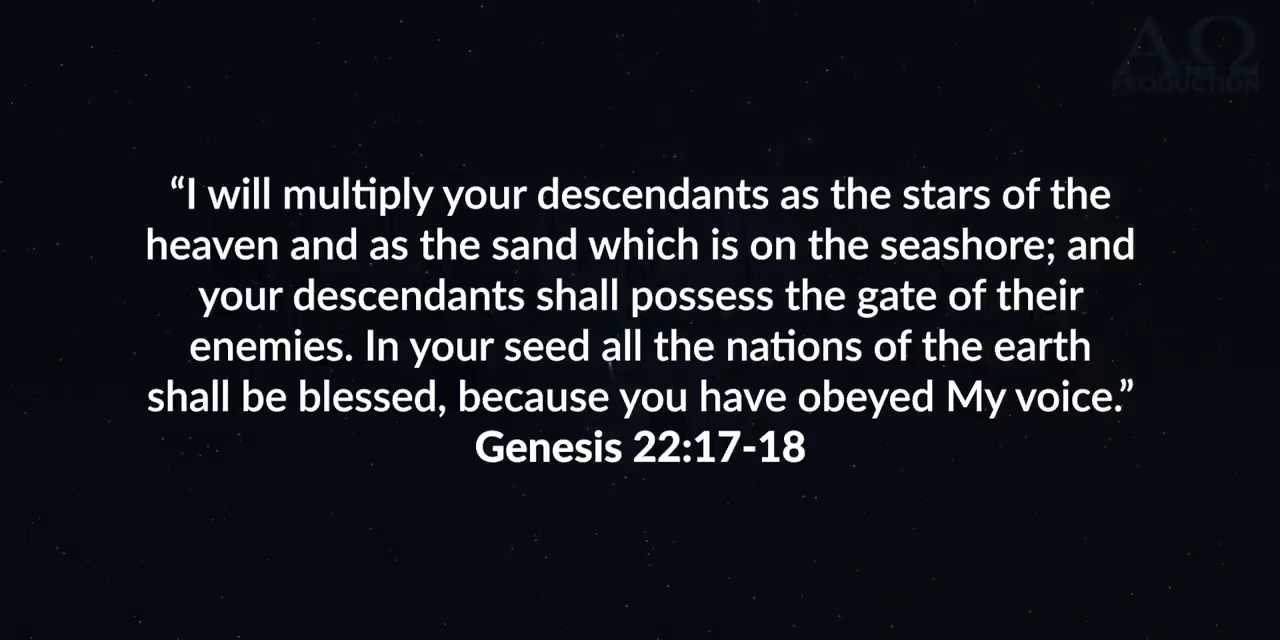 ΑΩ
PRODUCTION
“I will multiply your descendants as the stars of the
heaven and as the sand which is on the seashore; and
your descendants shall possess the gate of their
enemies. In your seed all the nations of the earth
shall be blessed, because you have obeyed My voice.”
Genesis 22:17-18